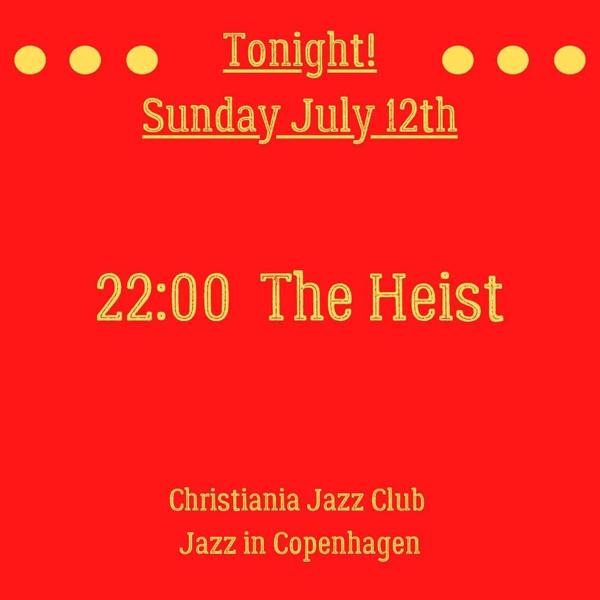 Tonight!
Sunday July 12th
22:00 The Heist
Christiania Jazz Club
Jazz in Copenhagen